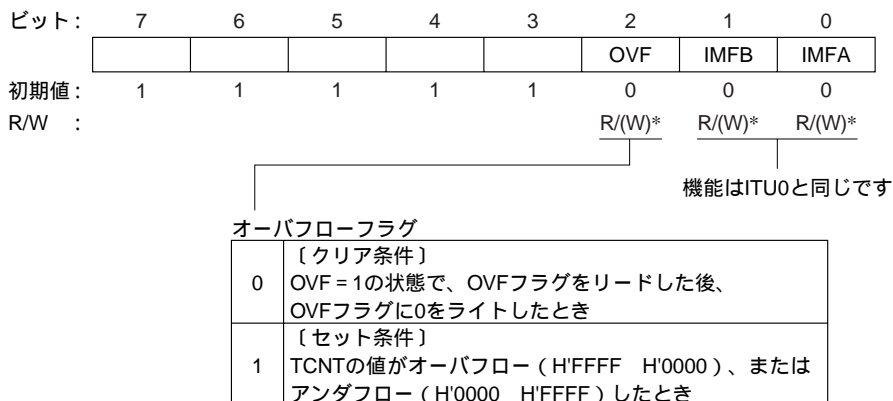 ビット: 7 6 5 4 3 2 1 0
OVF IMFB IMFA
初期値: 1 1 1 1 1 0 0 0
R/W : R/(W)* R/(W)* R/(W)*
機能はITU0と同じです
オーバフローフラグ
〔クリア条件〕
0 OVF = 1の状態で、OVFフラグをリードした後、
OVFフラグに0をライトしたとき
〔セット条件〕
1 TCNTの値がオーバフロー(H'FFFF H'0000)、または
アンダフロー(H'0000 H'FFFF)したとき